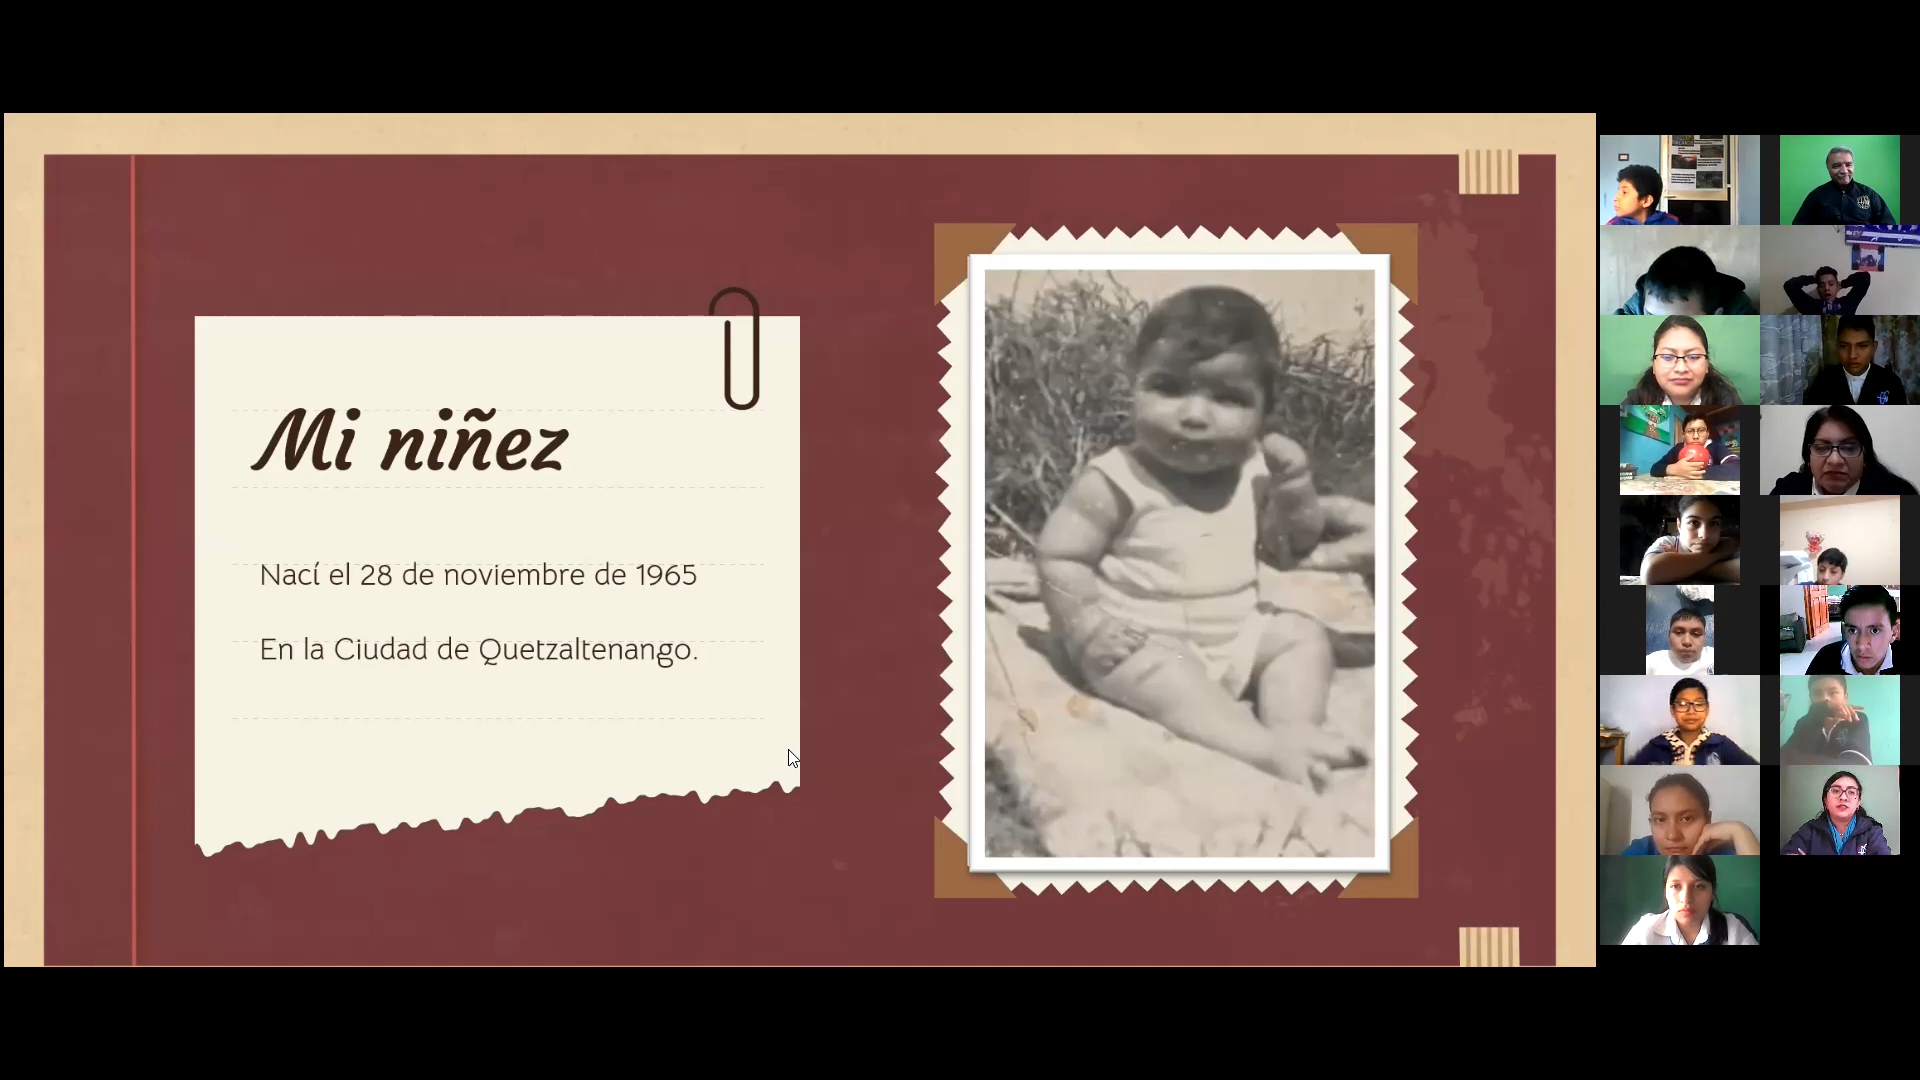 Mi niñez
Nací el 28 de noviembre de 1965
En la Ciudad de Quetzaltenango.